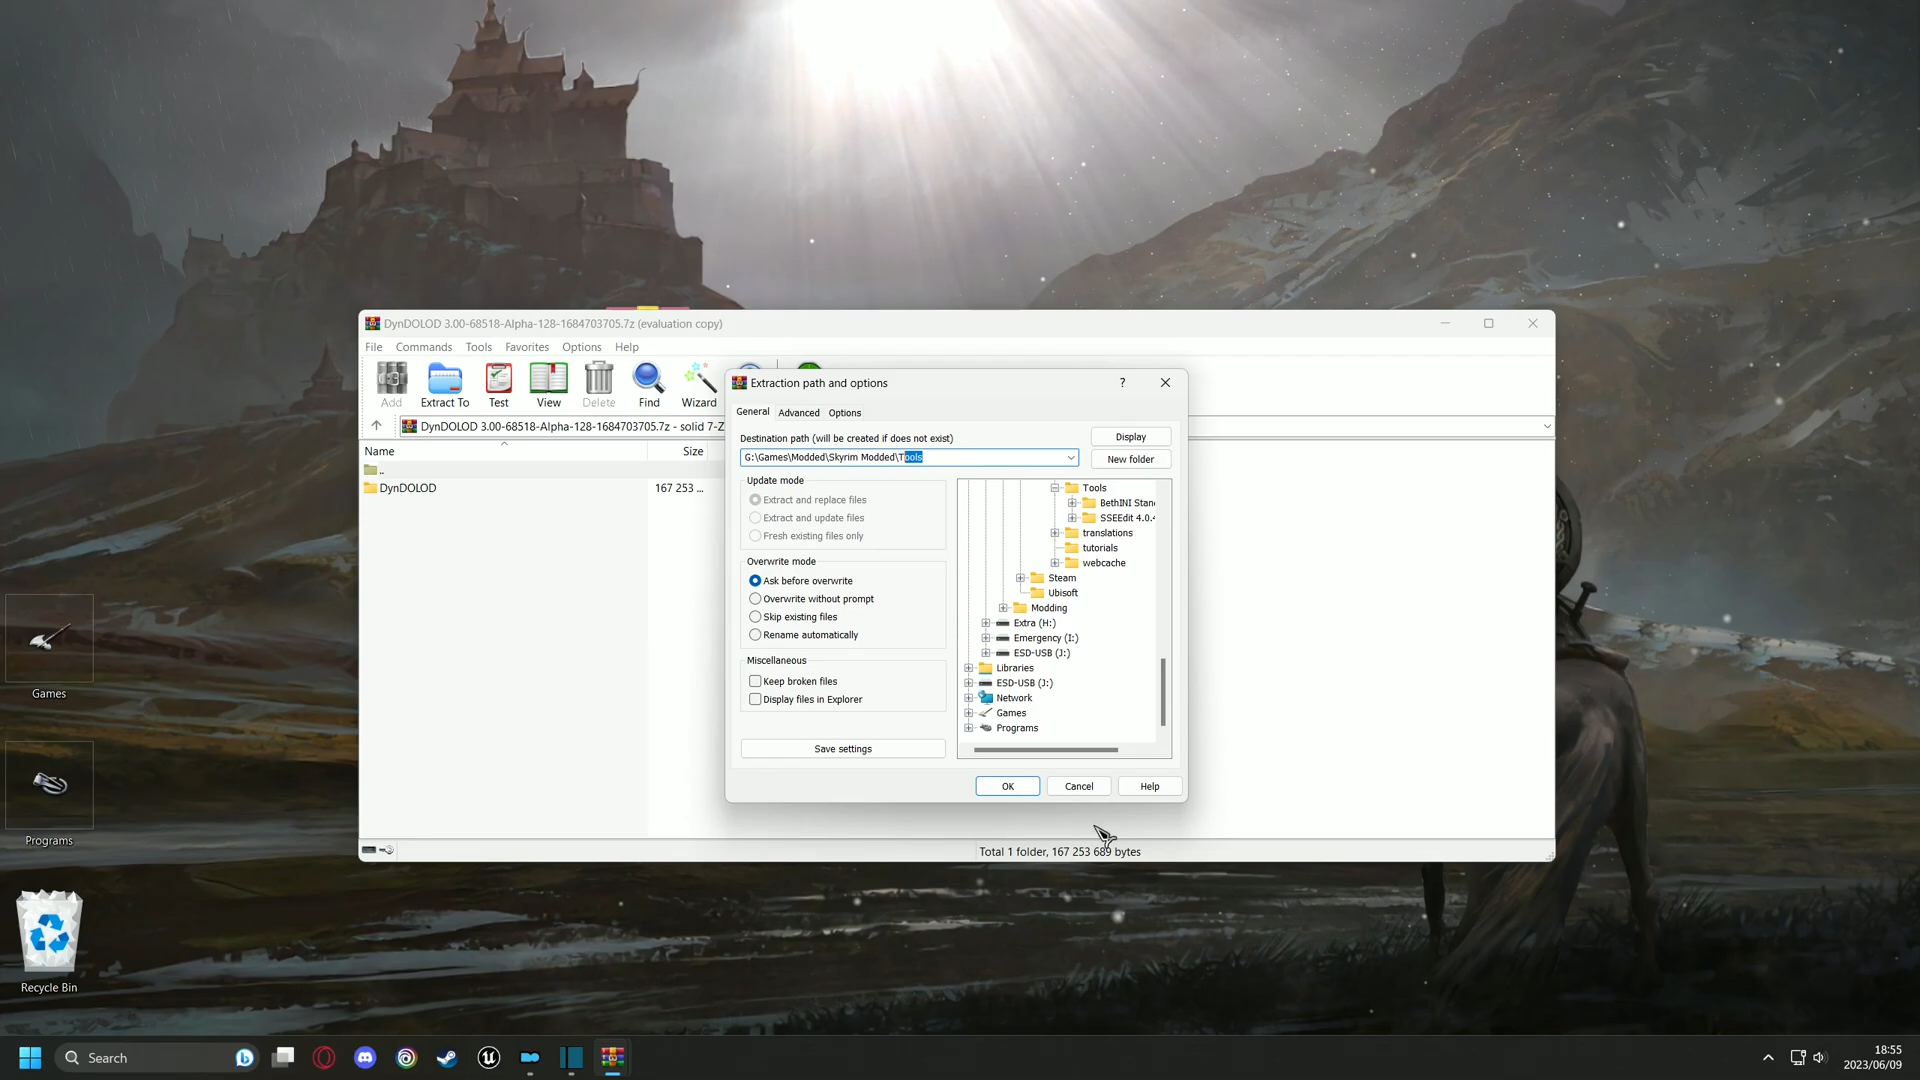 DynDOLOD 3.00-68518-Alpha-128-1684703705.7z (evaluation copy)
File Commands Tools Favorites Options Help
Add Extract To Test View Delete Find Wizard
DynDOLOD 3.00-68518-Alpha-128-1684703705.7z - solid 7-Z
Name Size
..
DynDOLOD 167 253 ...
Total 1 folder, 167 253 689 bytes
Extraction path and options
?
General Advanced Options
Destination path (will be created if does not exist)
Display
G:\Games\Modded\Skyrim Modded\Tools
New folder
Update mode
Extract and replace files
Extract and update files
Fresh existing files only
Overwrite mode
Ask before overwrite
Overwrite without prompt
Skip existing files
Rename automatically
Miscellaneous
Keep broken files
Display files in Explorer
Save settings
Tools
BethINI Stan
SSEEdit 4.0.4
translations
tutorials
webcache
Steam
Ubisoft
Modding
Extra (H:)
Emergency (I:)
ESD-USB (J:)
Libraries
ESD-USB (J:)
Network
Games
Programs
OK Cancel Help
Games
Programs
Recycle Bin
Search
18:55
2023/06/09